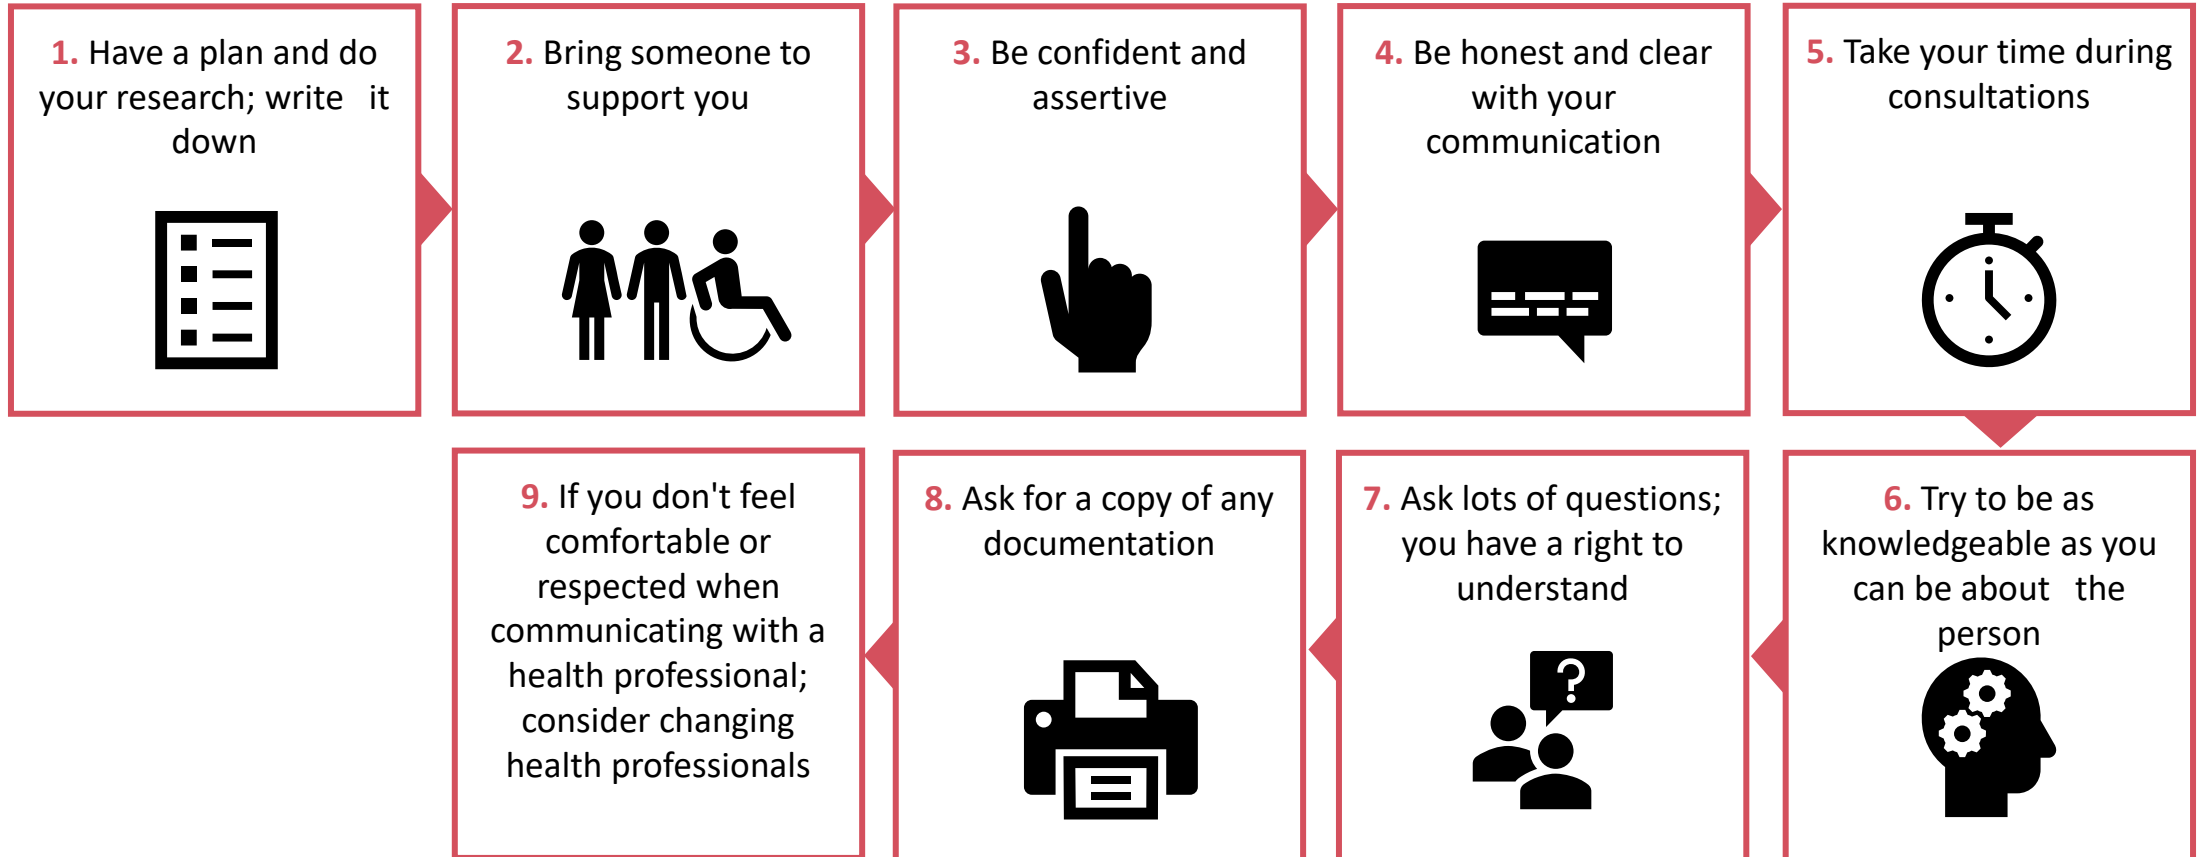 1. Have a plan and do
your research; write it
down
2. Bring someone to
support you
3. Be confident and
assertive
4. Be honest and clear
with your
communication
5. Take your time during
consultations
6. Try to be as
knowledgeable as you
can be about the
person
7. Ask lots of questions;
you have a right to
understand
?
8. Ask for a copy of any
documentation
9. If you don't feel
comfortable or
respected when
communicating with a
health professional;
consider changing
health professionals